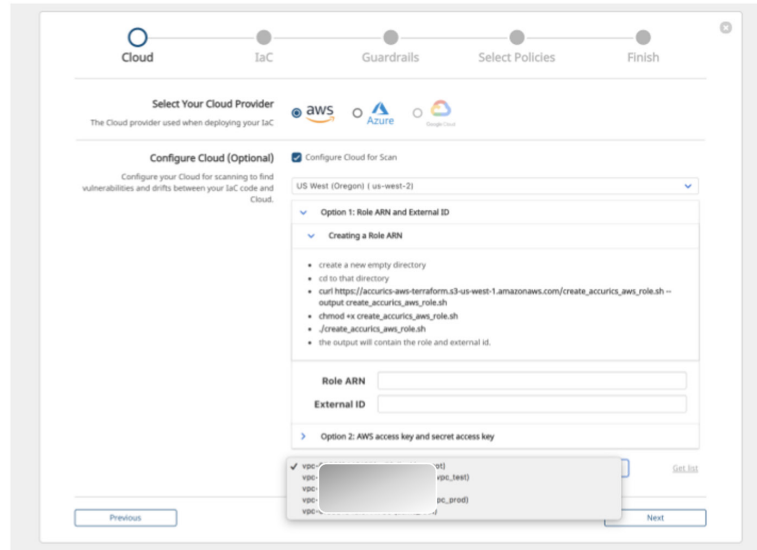 Cloud
IaC
Guardrails
Select Policies
Finish
Select Your Cloud Provider
The Cloud provider used when deploying your IaC
aws
Azure
Google Cloud
Configure Cloud (Optional)
Configure your Cloud for scanning to find
vulnerabilities and drifts between your IaC code and
Cloud.
Configure Cloud for Scan
US West (Oregon) ( us-west-2)
Option 1: Role ARN and External ID
Creating a Role ARN
create a new empty directory
cd to that directory
curl https://accurics-aws-terraform.s3-us-west-1.amazonaws.com/create_accurics_aws_role.sh --
output create_accurics_aws_role.sh
chmod +x create_accurics_aws_role.sh
./create_accurics_aws_role.sh
the output will contain the role and external id.
Role ARN
External ID
Option 2: AWS access key and secret access key
vpc-
vpc- vpc_test)
vpc-
vpc- pc_prod)
vpc-
Get list
Previous
Next